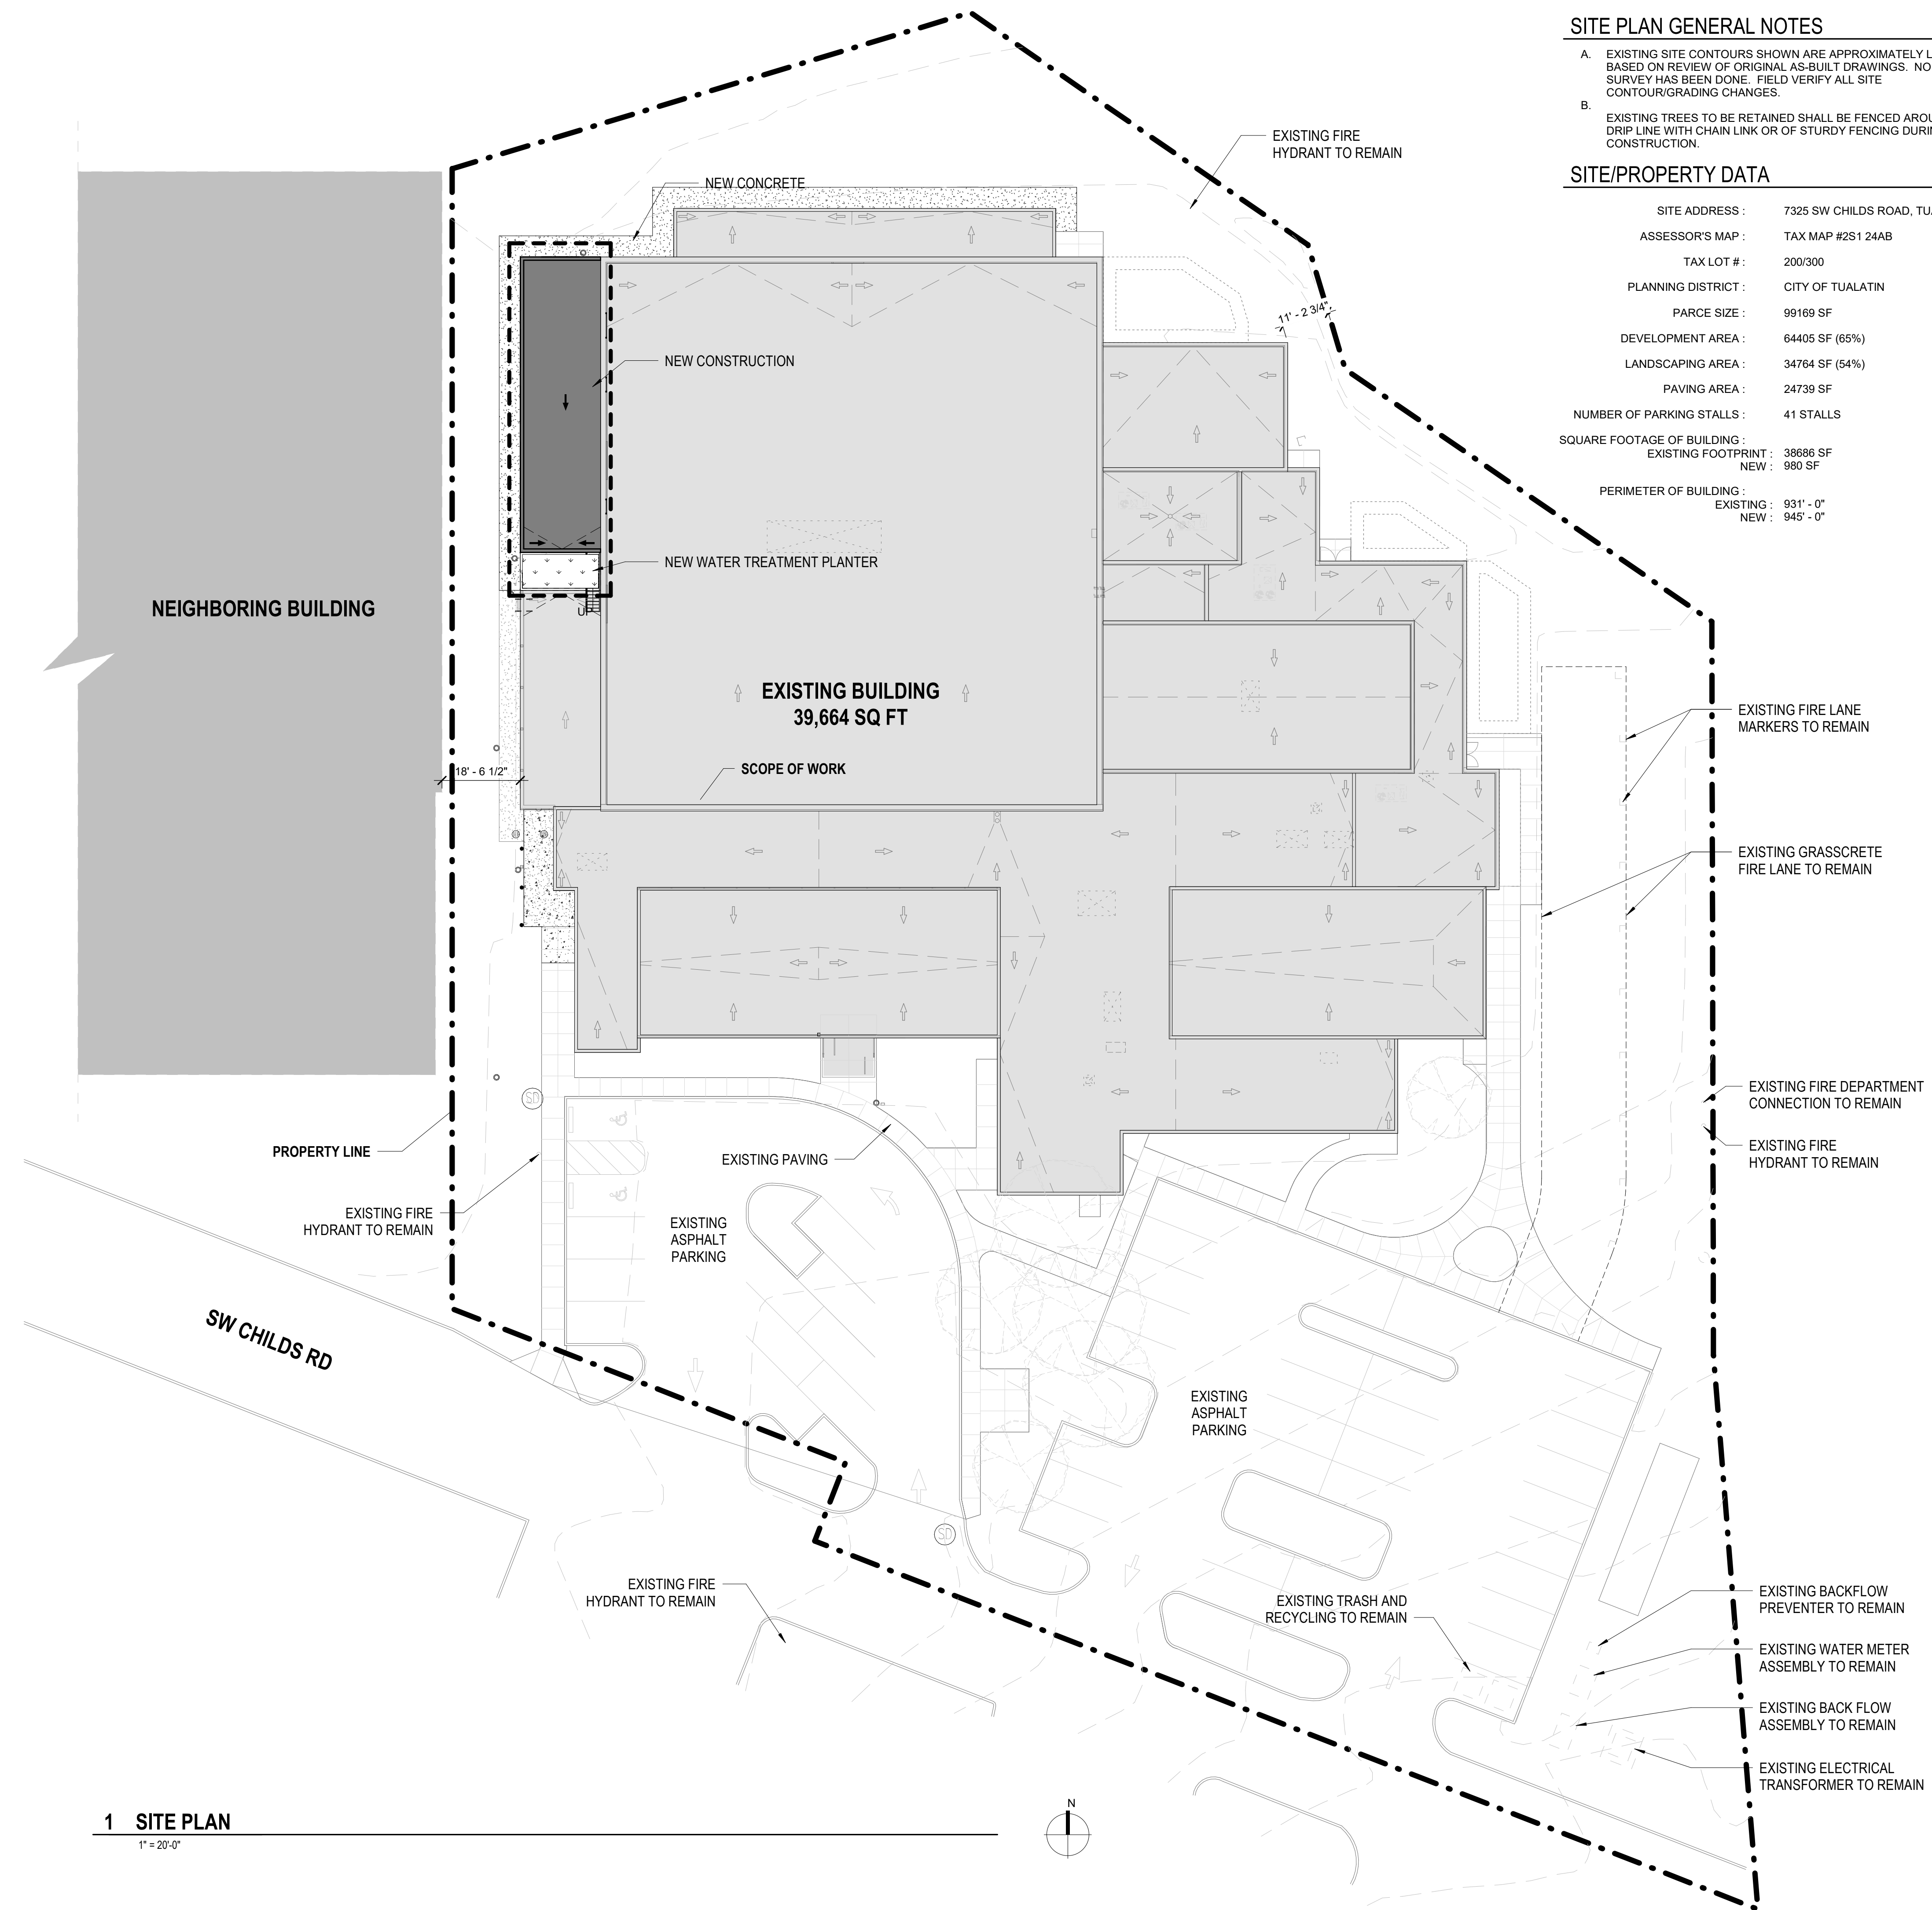 SITE PLAN GENERAL NOTES
A. EXISTING SITE CONTOURS SHOWN ARE APPROXIMATELY L
BASED ON REVIEW OF ORIGINAL AS-BUILT DRAWINGS. NO
SURVEY HAS BEEN DONE. FIELD VERIFY ALL SITE
CONTOUR/GRADING CHANGES.
B.
EXISTING TREES TO BE RETAINED SHALL BE FENCED AROU
DRIP LINE WITH CHAIN LINK OR OF STURDY FENCING DURI
CONSTRUCTION.
SITE/PROPERTY DATA
SITE ADDRESS : 7325 SW CHILDS ROAD, TU
ASSESSOR'S MAP : TAX MAP #2S1 24AB
TAX LOT # : 200/300
PLANNING DISTRICT : CITY OF TUALATIN
PARCE SIZE : 99169 SF
DEVELOPMENT AREA : 64405 SF (65%)
LANDSCAPING AREA : 34764 SF (54%)
PAVING AREA : 24739 SF
NUMBER OF PARKING STALLS : 41 STALLS
SQUARE FOOTAGE OF BUILDING :
EXISTING FOOTPRINT : 38686 SF
NEW : 980 SF
PERIMETER OF BUILDING :
EXISTING : 931' - 0"
NEW : 945' - 0"
EXISTING FIRE
HYDRANT TO REMAIN
NEW CONCRETE
11' - 2 3/4"
NEW CONSTRUCTION
NEW WATER TREATMENT PLANTER
UP
NEIGHBORING BUILDING
EXISTING BUILDING
39,664 SQ FT
SCOPE OF WORK
18' - 6 1/2"
EXISTING FIRE LANE
MARKERS TO REMAIN
EXISTING GRASSCRETE
FIRE LANE TO REMAIN
EXISTING FIRE DEPARTMENT
CONNECTION TO REMAIN
EXISTING FIRE
HYDRANT TO REMAIN
SD
PROPERTY LINE
EXISTING PAVING
EXISTING FIRE
HYDRANT TO REMAIN
EXISTING
ASPHALT
PARKING
SW CHILDS RD
EXISTING
ASPHALT
PARKING
SD
EXISTING FIRE
HYDRANT TO REMAIN
EXISTING TRASH AND
RECYCLING TO REMAIN
EXISTING BACKFLOW
PREVENTER TO REMAIN
EXISTING WATER METER
ASSEMBLY TO REMAIN
EXISTING BACK FLOW
ASSEMBLY TO REMAIN
EXISTING ELECTRICAL
TRANSFORMER TO REMAIN
1 SITE PLAN
1" = 20'-0"
N